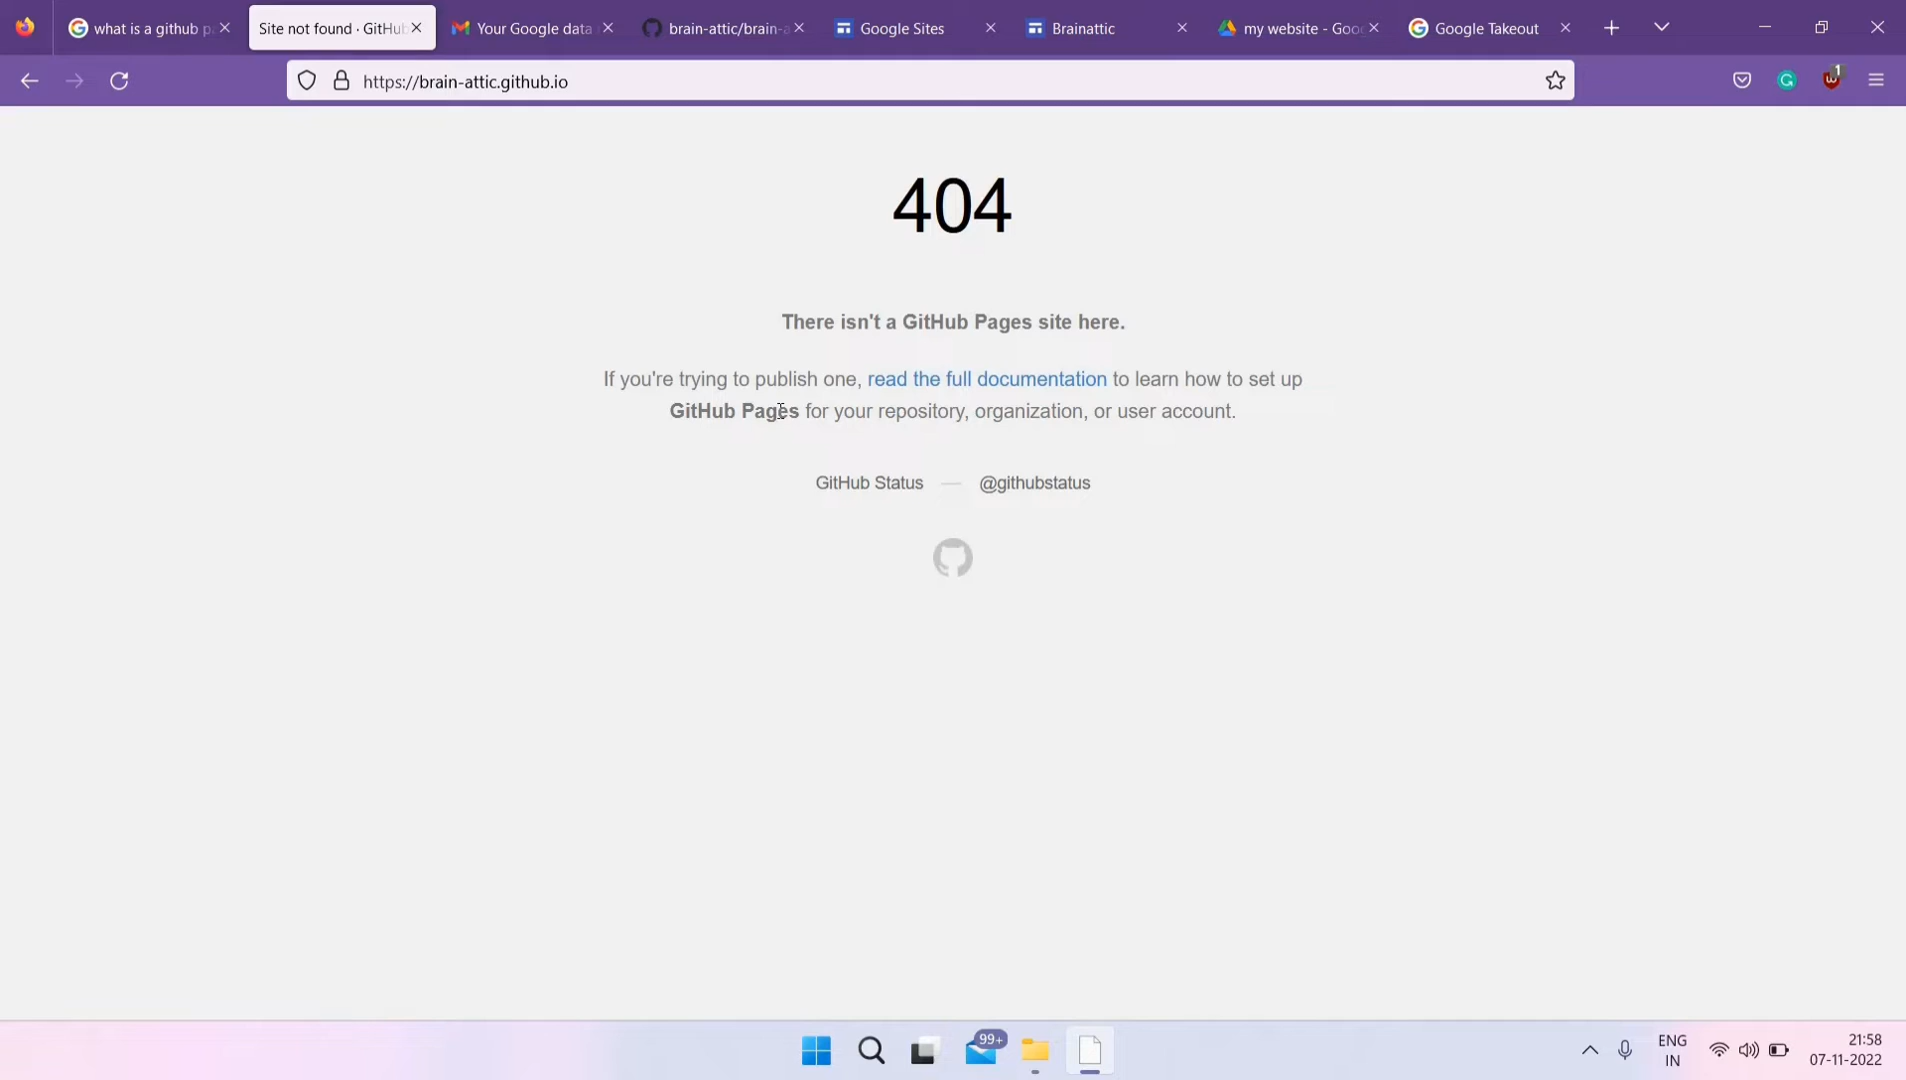 what is a github p
Site not found · GitHub
Your Google data
brain-attic/brain-a
Google Sites
Brainattic
my website - Goo
Google Takeout
https://brain-attic.github.io
1
404
There isn't a GitHub Pages site here.
If you're trying to publish one, read the full documentation to learn how to set up
GitHub Pages for your repository, organization, or user account.
GitHub Status — @githubstatus
99+
ENG
IN
21:58
07-11-2022